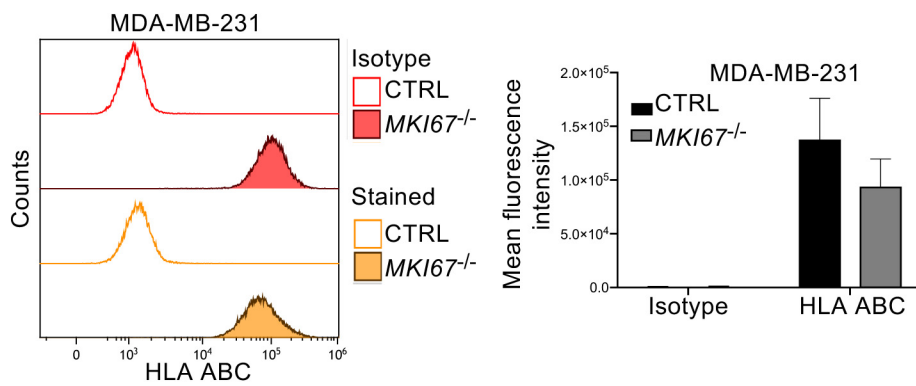 MDA-MB-231
Counts
0 10³ 10⁴ 10⁵ 10⁶
HLA ABC
Isotype
CTRL
MKI67-/-
Stained
CTRL
MKI67-/-
MDA-MB-231
CTRL
MKI67-/-
Mean fluorescence
intensity
2.0×10⁵
1.5×10⁵
1.0×10⁵
5.0×10⁴
0.0
Isotype HLA ABC